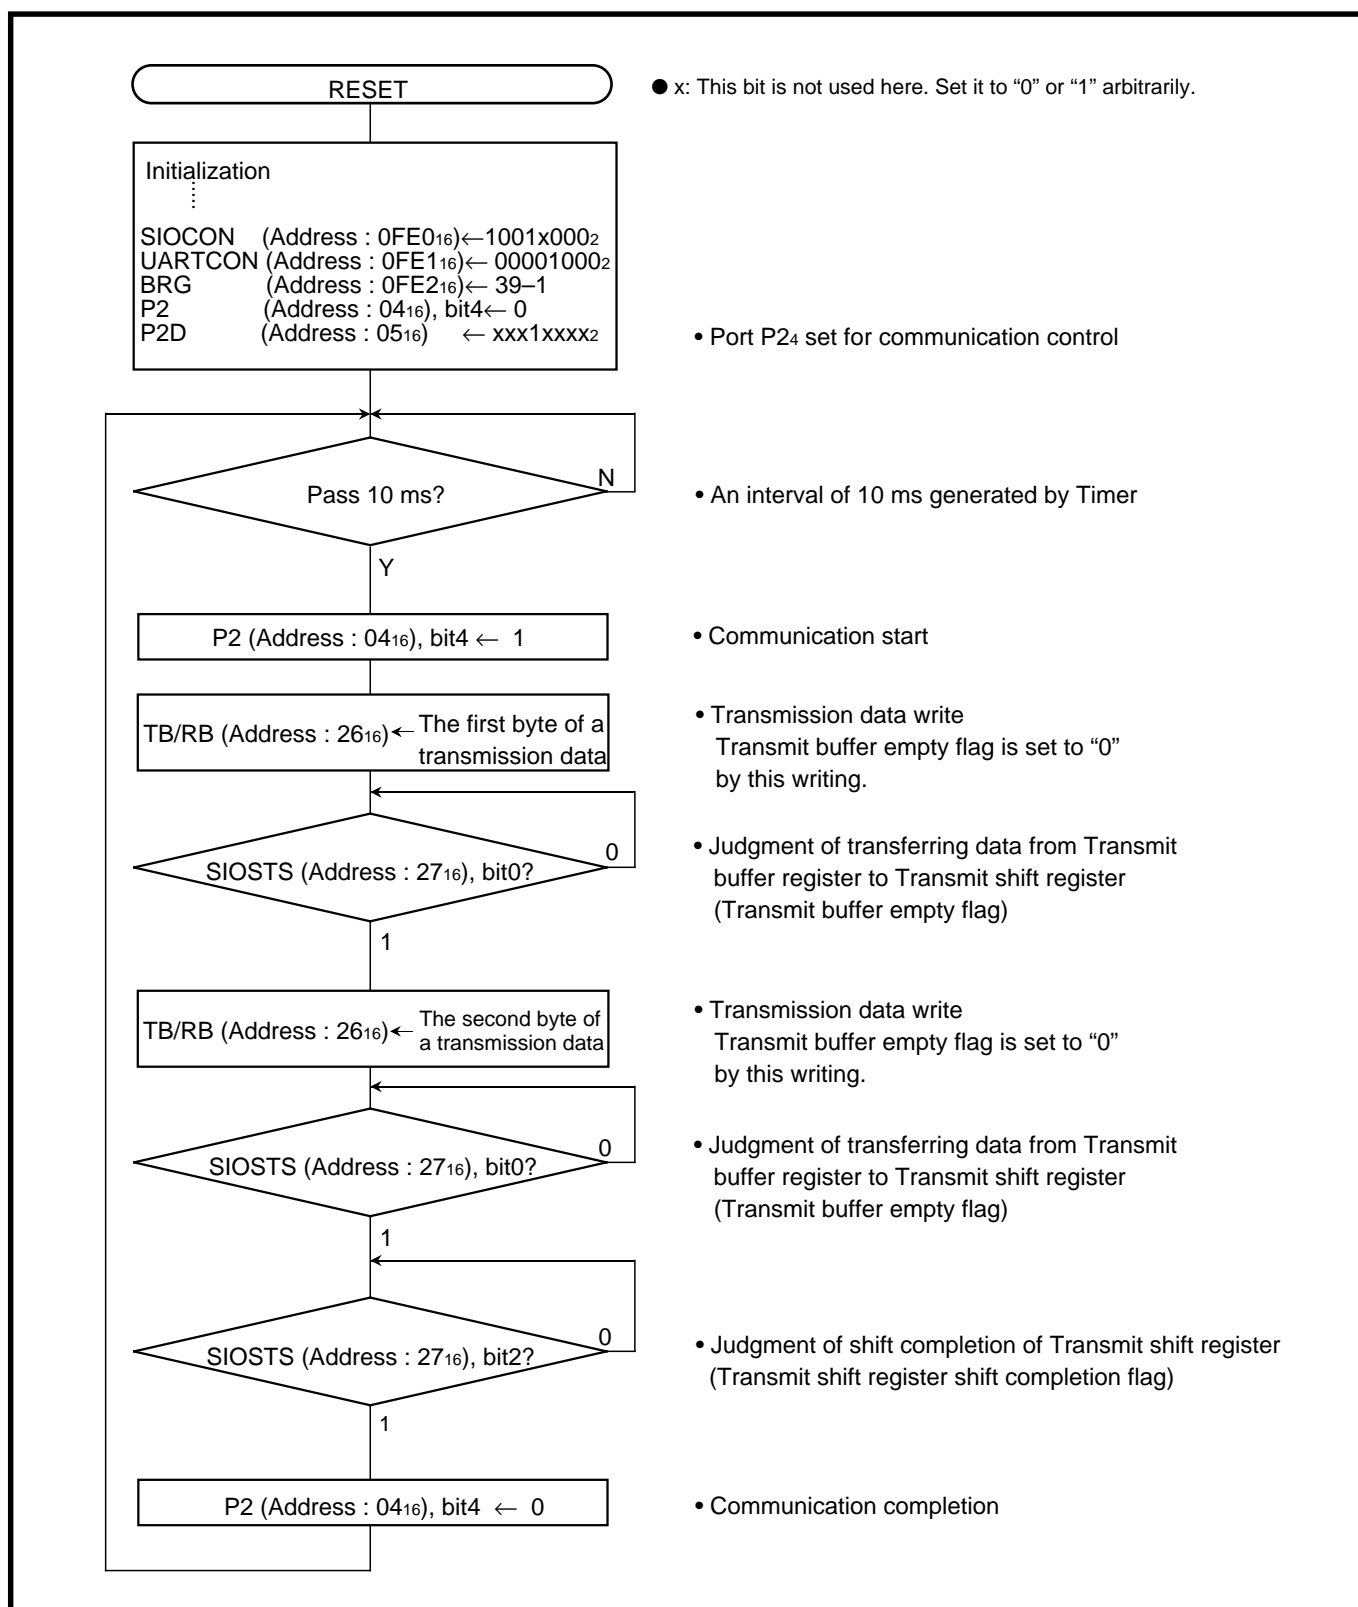 RESET
● x: This bit is not used here. Set it to “0” or “1” arbitrarily.
Initialization
SIOCON (Address : 0FE016)←1001x0002
UARTCON (Address : 0FE116)← 000010002
BRG (Address : 0FE216)← 39–1
P2 (Address : 0416), bit4← 0
P2D (Address : 0516) ← xxx1xxxx2
• Port P24 set for communication control
Pass 10 ms?
N
• An interval of 10 ms generated by Timer
Y
P2 (Address : 0416), bit4 ← 1
• Communication start
TB/RB (Address : 2616)← The first byte of a
transmission data
• Transmission data write
Transmit buffer empty flag is set to “0”
by this writing.
SIOSTS (Address : 2716), bit0?
0
• Judgment of transferring data from Transmit
buffer register to Transmit shift register
(Transmit buffer empty flag)
1
TB/RB (Address : 2616)← The second byte of
a transmission data
• Transmission data write
Transmit buffer empty flag is set to “0”
by this writing.
SIOSTS (Address : 2716), bit0?
0
• Judgment of transferring data from Transmit
buffer register to Transmit shift register
(Transmit buffer empty flag)
1
SIOSTS (Address : 2716), bit2?
0
• Judgment of shift completion of Transmit shift register
(Transmit shift register shift completion flag)
1
P2 (Address : 0416), bit4 ← 0
• Communication completion